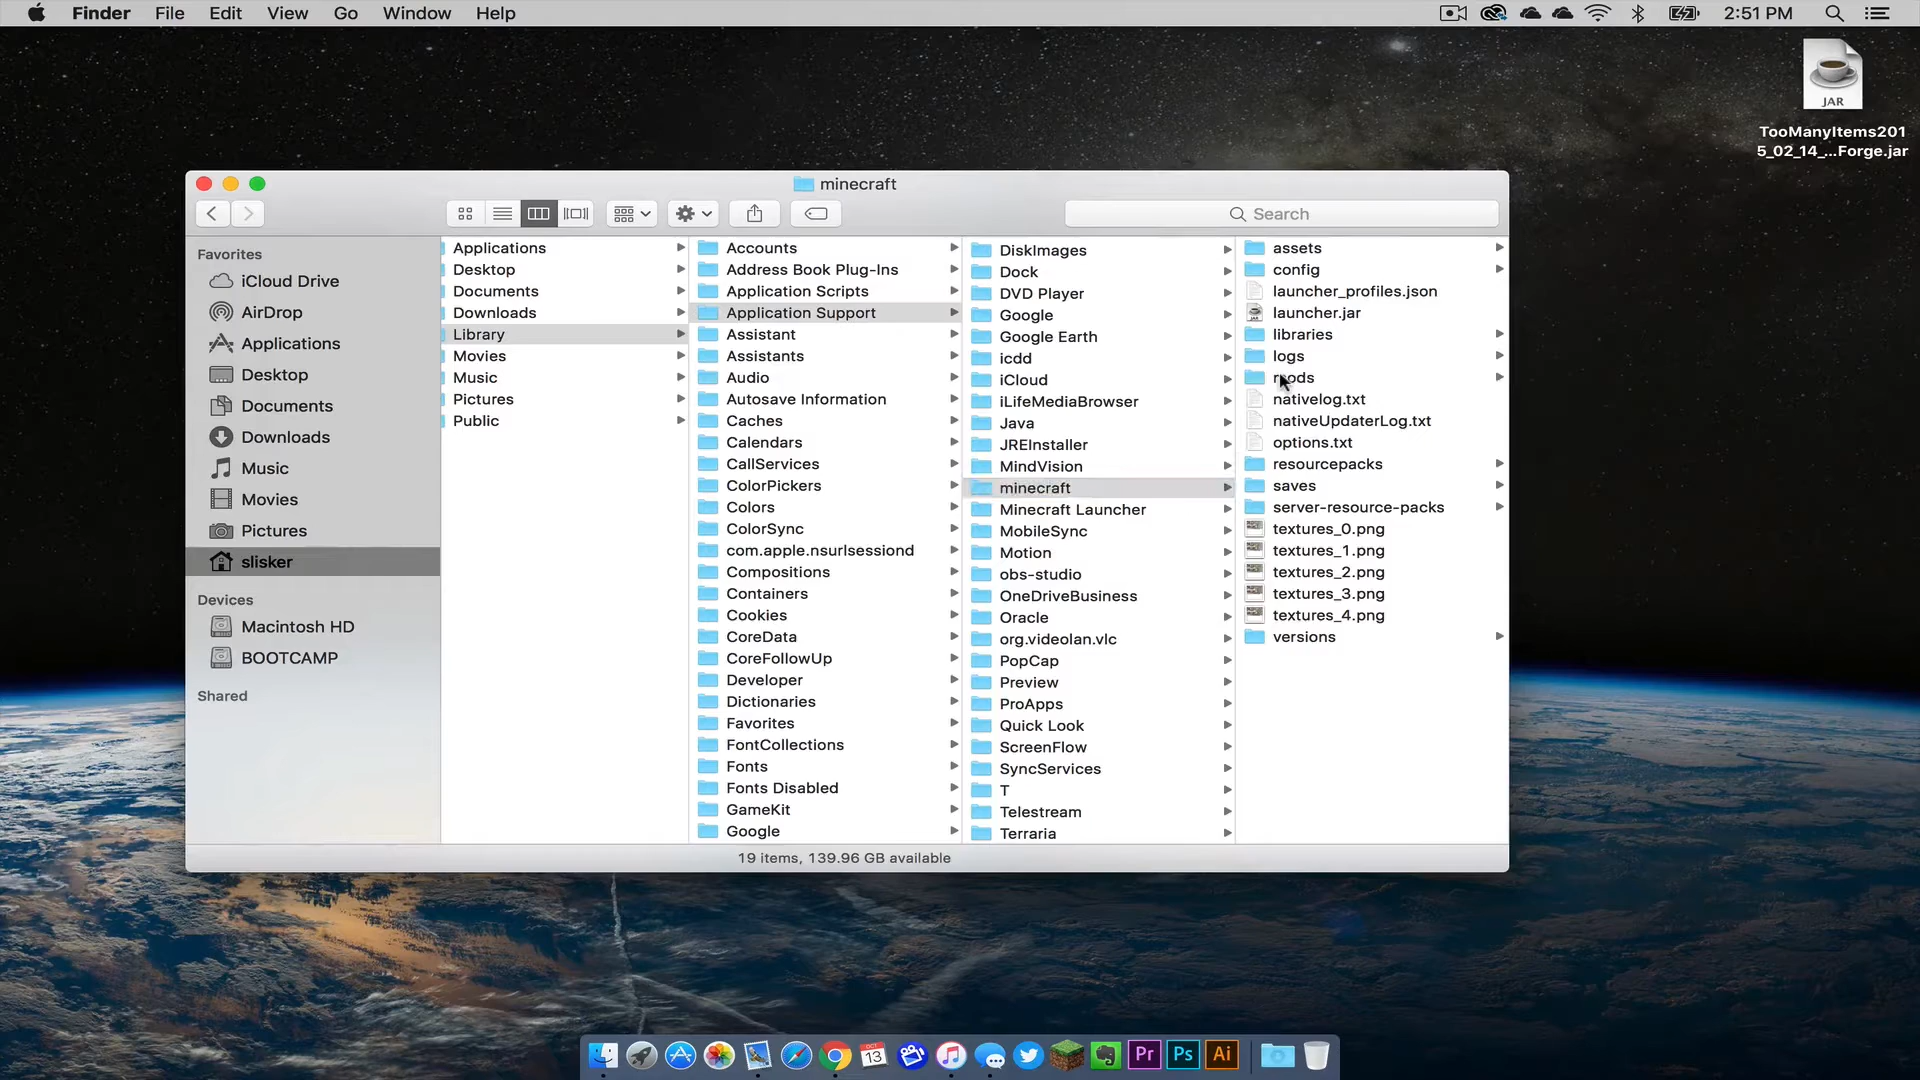 Finder File Edit View Go Window Help 2:51 PM
JAR
TooManyItems201
5_02_14_...Forge.jar
minecraft
Search
Favorites
iCloud Drive
AirDrop
Applications
Desktop
Documents
Downloads
Music
Movies
Pictures
slisker
Devices
Macintosh HD
BOOTCAMP
Shared
Applications
Desktop
Documents
Downloads
Library
Movies
Music
Pictures
Public
Accounts
Address Book Plug-Ins
Application Scripts
Application Support
Assistant
Assistants
Audio
Autosave Information
Caches
Calendars
CallServices
ColorPickers
Colors
ColorSync
com.apple.nsurlsessiond
Compositions
Containers
Cookies
CoreData
CoreFollowUp
Developer
Dictionaries
Favorites
FontCollections
Fonts
Fonts Disabled
GameKit
Google
DiskImages
Dock
DVD Player
Google
Google Earth
icdd
iCloud
iLifeMediaBrowser
Java
JREInstaller
MindVision
minecraft
Minecraft Launcher
MobileSync
Motion
obs-studio
OneDriveBusiness
Oracle
org.videolan.vlc
PopCap
Preview
ProApps
Quick Look
ScreenFlow
SyncServices
T
Telestream
Terraria
assets
config
launcher_profiles.json
launcher.jar
libraries
logs
mods
nativelog.txt
nativeUpdaterLog.txt
options.txt
resourcepacks
saves
server-resource-packs
textures_0.png
textures_1.png
textures_2.png
textures_3.png
textures_4.png
versions
19 items, 139.96 GB available
OCT
13
Pr
Ps
Ai